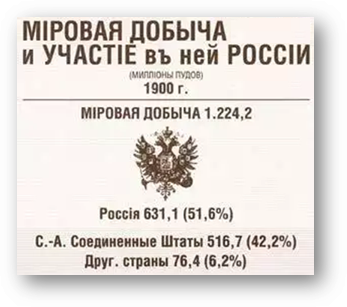 МІРОВАЯ ДОБЫЧА
и УЧАСТІЕ въ ней РОССІИ
(МИЛЛІОНЫ ПУДОВЪ)
1900 г.
МІРОВАЯ ДОБЫЧА 1.224,2
Россія 631,1 (51,6%)
С.-А. Соединенные Штаты 516,7 (42,2%)
Друг. страны 76,4 (6,2%)